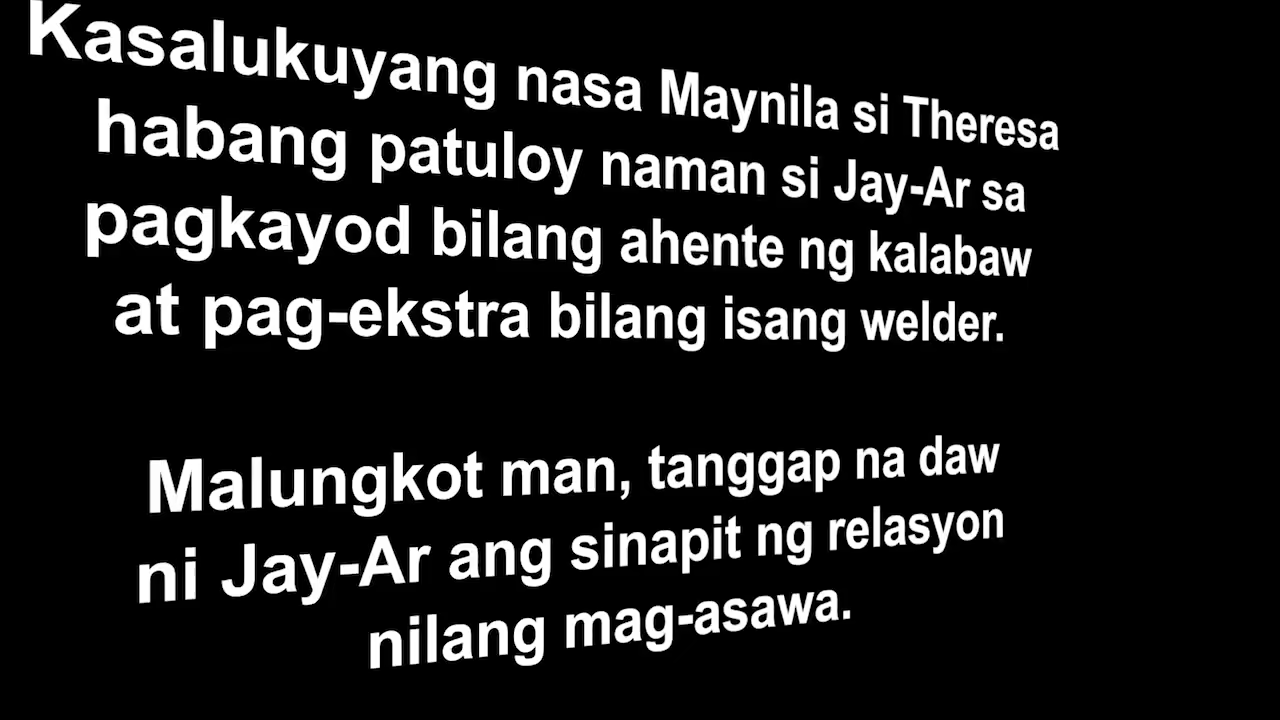 Kasalukuyang nasa Maynila si Theresa
habang patuloy naman si Jay-Ar sa
pagkayod bilang ahente ng kalabaw
at pag-ekstra bilang isang welder.
Malungkot man, tanggap na daw
ni Jay-Ar ang sinapit ng relasyon
nilang mag-asawa.